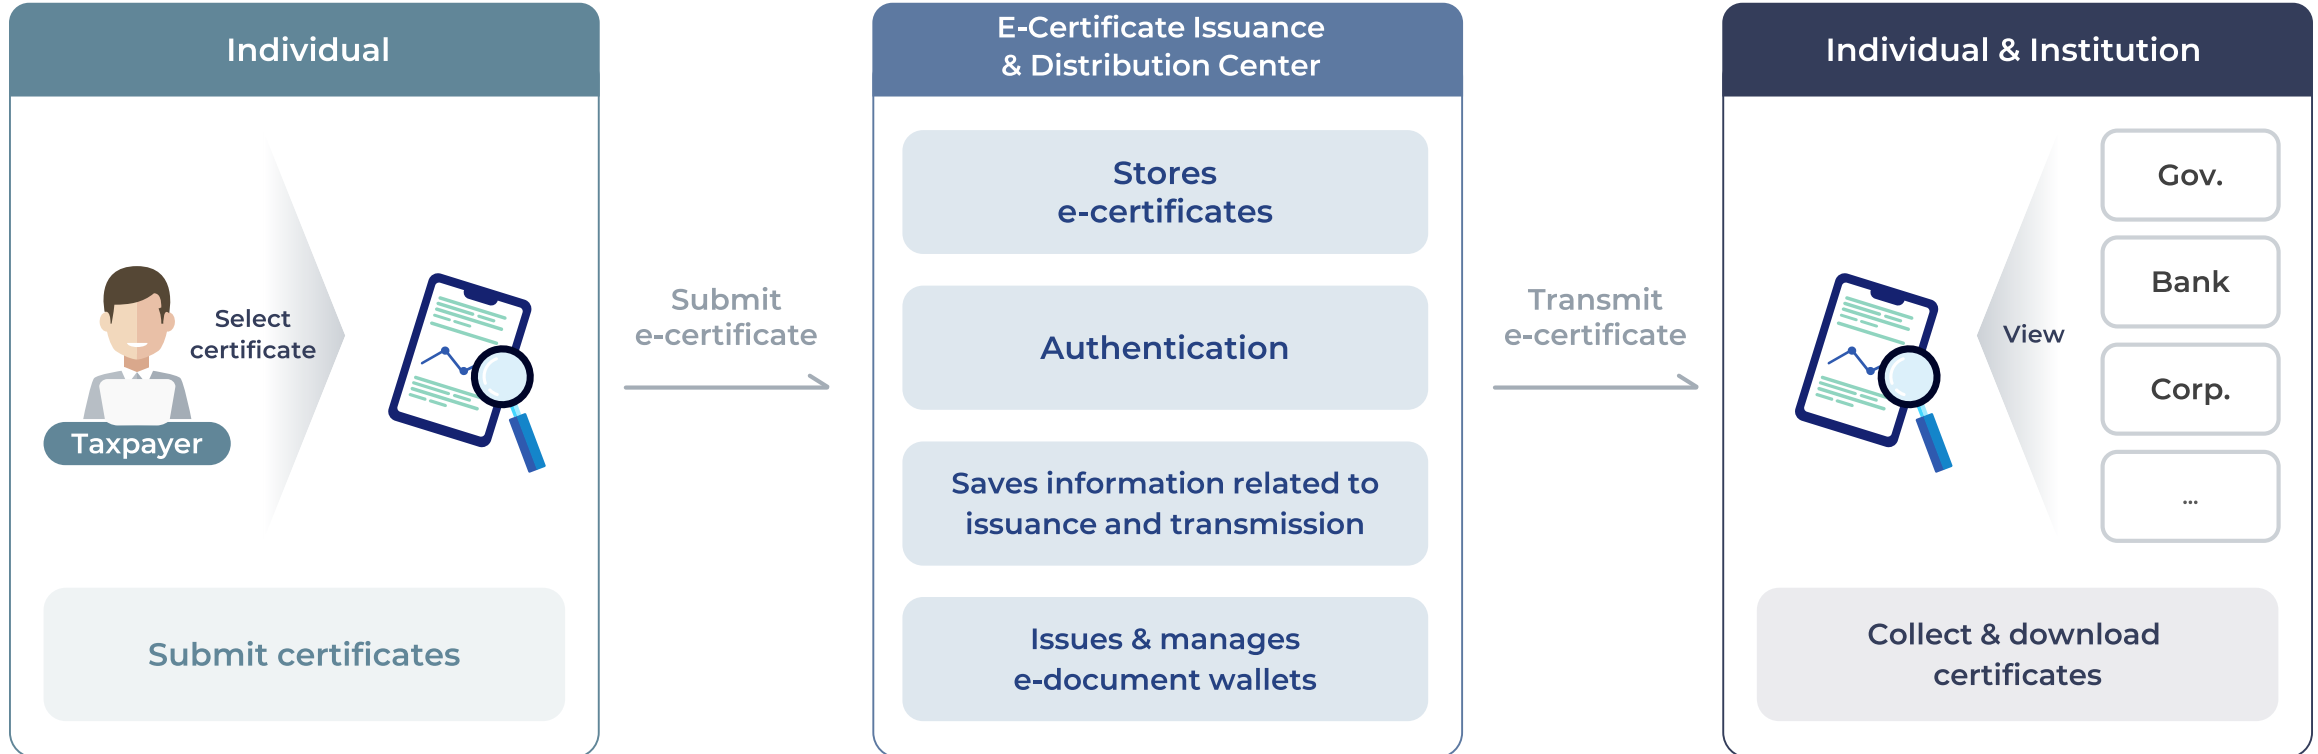 Individual
Select
certificate
Taxpayer
Submit certificates
Submit
e-certificate
E-Certificate Issuance
& Distribution Center
Stores
e-certificates
Authentication
Saves information related to
issuance and transmission
Issues & manages
e-document wallets
Transmit
e-certificate
Individual & Institution
View
Gov.
Bank
Corp.
...
Collect & download
certificates